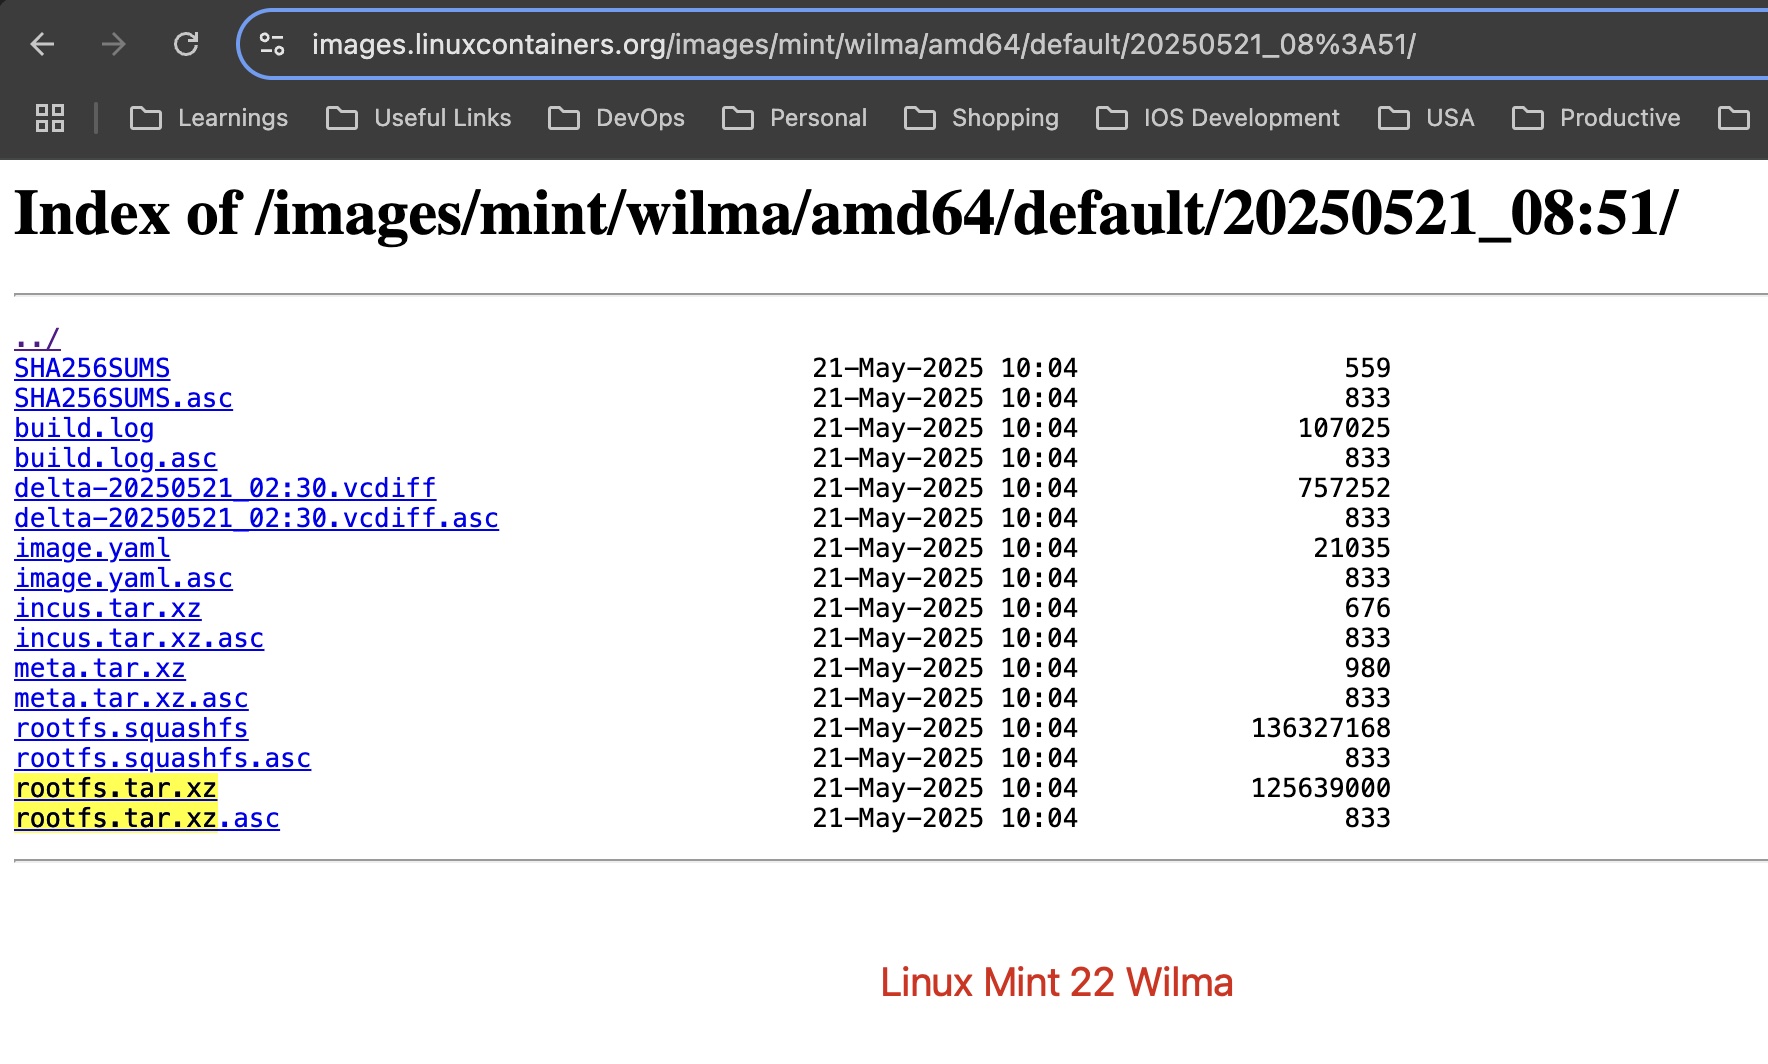 images.linuxcontainers.org/images/mint/wilma/amd64/default/20250521_08%3A51/
Learnings Useful Links DevOps Personal Shopping IOS Development USA Productive
Index of /images/mint/wilma/amd64/default/20250521_08:51/
../
SHA256SUMS 21-May-2025 10:04 559
SHA256SUMS.asc 21-May-2025 10:04 833
build.log 21-May-2025 10:04 107025
build.log.asc 21-May-2025 10:04 833
delta-20250521_02:30.vcdiff 21-May-2025 10:04 757252
delta-20250521_02:30.vcdiff.asc 21-May-2025 10:04 833
image.yaml 21-May-2025 10:04 21035
image.yaml.asc 21-May-2025 10:04 833
incus.tar.xz 21-May-2025 10:04 676
incus.tar.xz.asc 21-May-2025 10:04 833
meta.tar.xz 21-May-2025 10:04 980
meta.tar.xz.asc 21-May-2025 10:04 833
rootfs.squashfs 21-May-2025 10:04 136327168
rootfs.squashfs.asc 21-May-2025 10:04 833
rootfs.tar.xz 21-May-2025 10:04 125639000
rootfs.tar.xz.asc 21-May-2025 10:04 833
Linux Mint 22 Wilma